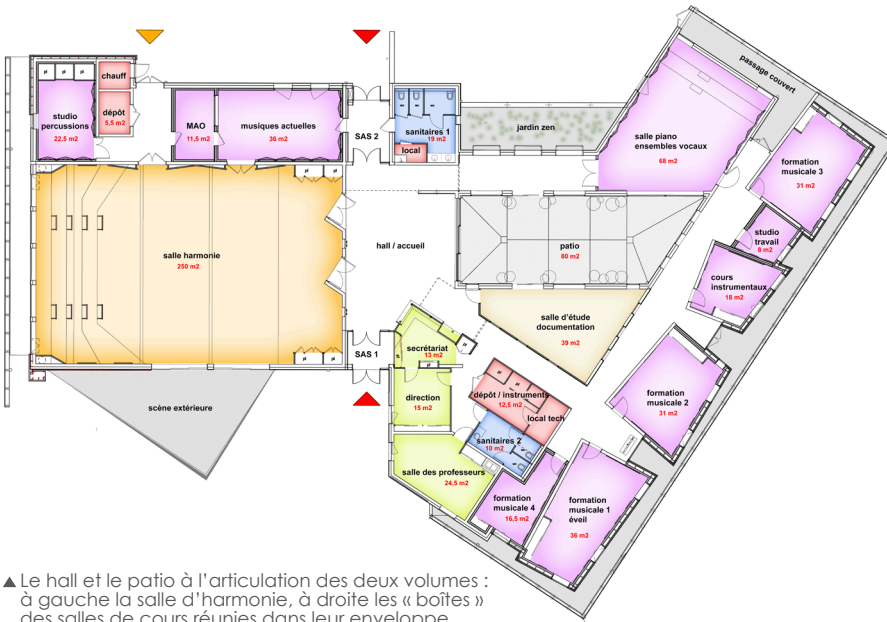 passage couvert
chauff
studio
percussions
22,5 m2
dépôt
5,5 m2
MAO
11,5 m2
musiques actuelles
36 m2
SAS 2
sanitaires 1
19 m2
local
jardin zen
salle piano
ensembles vocaux
68 m2
formation
musicale 3
31 m2
studio
travail
8 m2
salle harmonie
250 m2
hall / accueil
patio
80 m2
cours
instrumentaux
18 m2
salle d'étude
documentation
39 m2
SAS 1
secrétariat
13 m2
direction
15 m2
dépôt / instruments
12,5 m2
local tech
formation
musicale 2
31 m2
scène extérieure
sanitaires 2
10 m2
salle des professeurs
24,5 m2
formation
musicale 4
16,5 m2
formation
musicale 1
éveil
36 m2
Le hall et le patio à l'articulation des deux volumes :
à gauche la salle d'harmonie, à droite les « boîtes »
des salles de cours réunies dans leur enveloppe